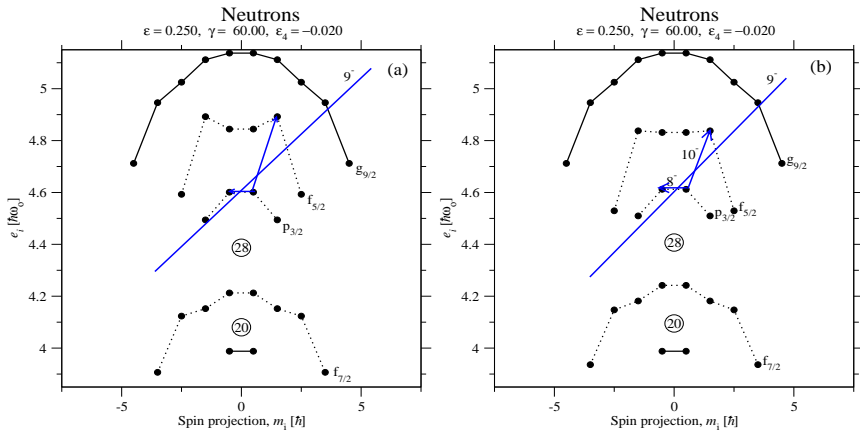 Neutrons
ε = 0.250, γ = 60.00, ε4 = −0.020
(a)
9-
g9/2
f5/2
p3/2
28
20
f7/2
5
4.8
4.6
4.4
4.2
4
ei [ħωo]
-5 0 5
Spin projection, mi [ħ]
Neutrons
ε = 0.250, γ = 60.00, ε4 = −0.020
(b)
9-
10-
8-
g9/2
p3/2 f5/2
28
20
f7/2
5
4.8
4.6
4.4
4.2
4
ei [ħωo]
-5 0 5
Spin projection, mi [ħ]